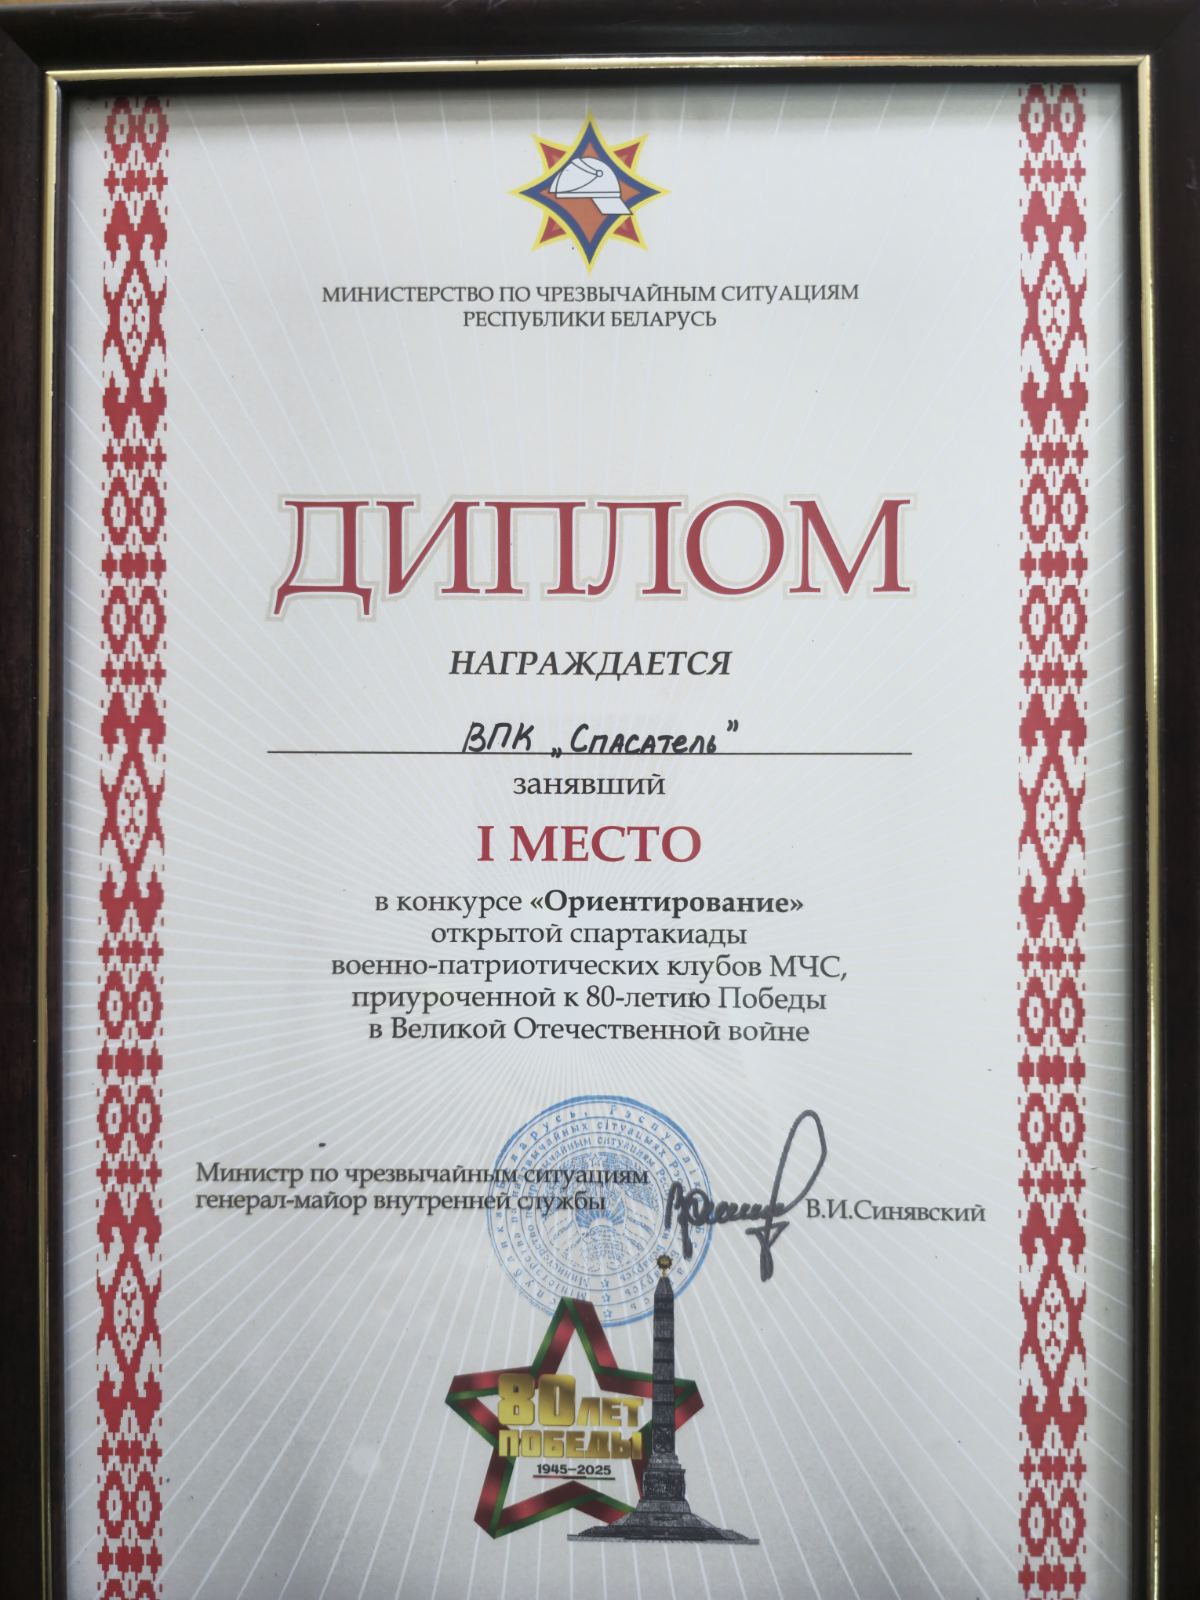 МИНИСТЕРСТВО ПО ЧРЕЗВЫЧАЙНЫМ СИТУАЦИЯМ
РЕСПУБЛИКИ БЕЛАРУСЬ
ДИПЛОМ
НАГРАЖДАЕТСЯ
ВПК „Спасатель”
занявший
I МЕСТО
в конкурсе «Ориентирование»
открытой спартакиады
военно-патриотических клубов МЧС,
приуроченной к 80-летию Победы
в Великой Отечественной войне
Министр по чрезвычайным ситуациям
генерал-майор внутренней службы
В.И.Синявский
80 ЛЕТ
ПОБЕДЫ
1945–2025